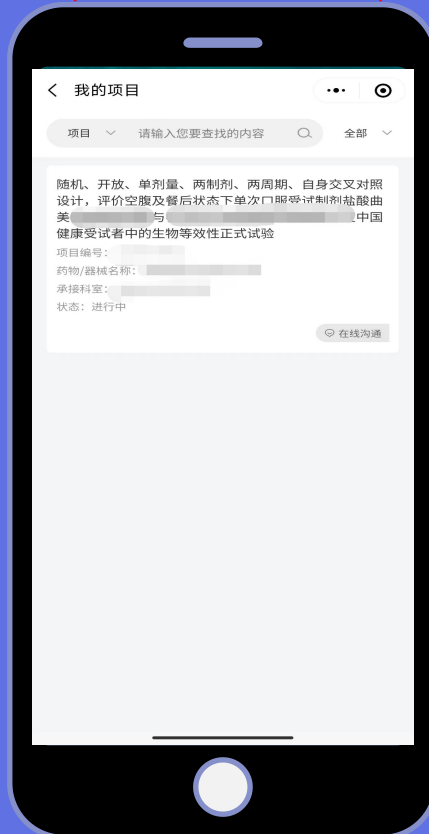 我的项目
项目 请输入您要查找的内容 全部
随机、开放、单剂量、两制剂、两周期、自身交叉对照
设计，评价空腹及餐后状态下单次口服受试制剂盐酸曲
美 与 中国
健康受试者中的生物等效性正式试验
项目编号：
药物/器械名称：
承接科室：
状态：进行中
在线沟通